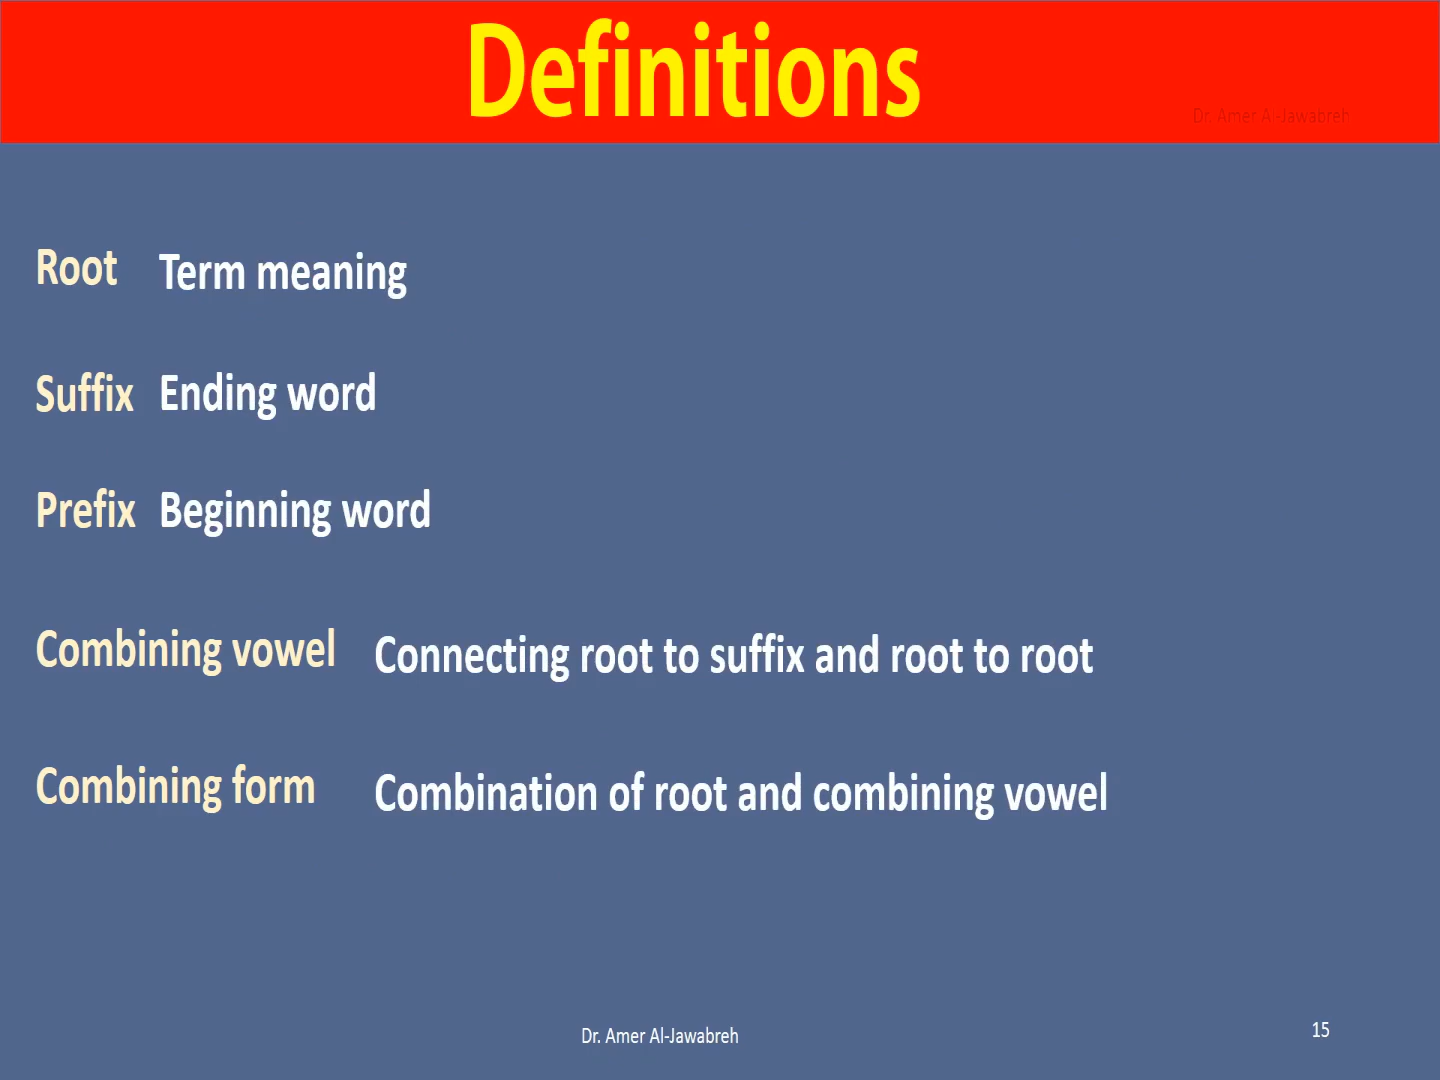 Definitions
Dr. Amer Al-Jawabreh
Root Term meaning
Suffix Ending word
Prefix Beginning word
Combining vowel Connecting root to suffix and root to root
Combining form Combination of root and combining vowel
Dr. Amer Al-Jawabreh 15